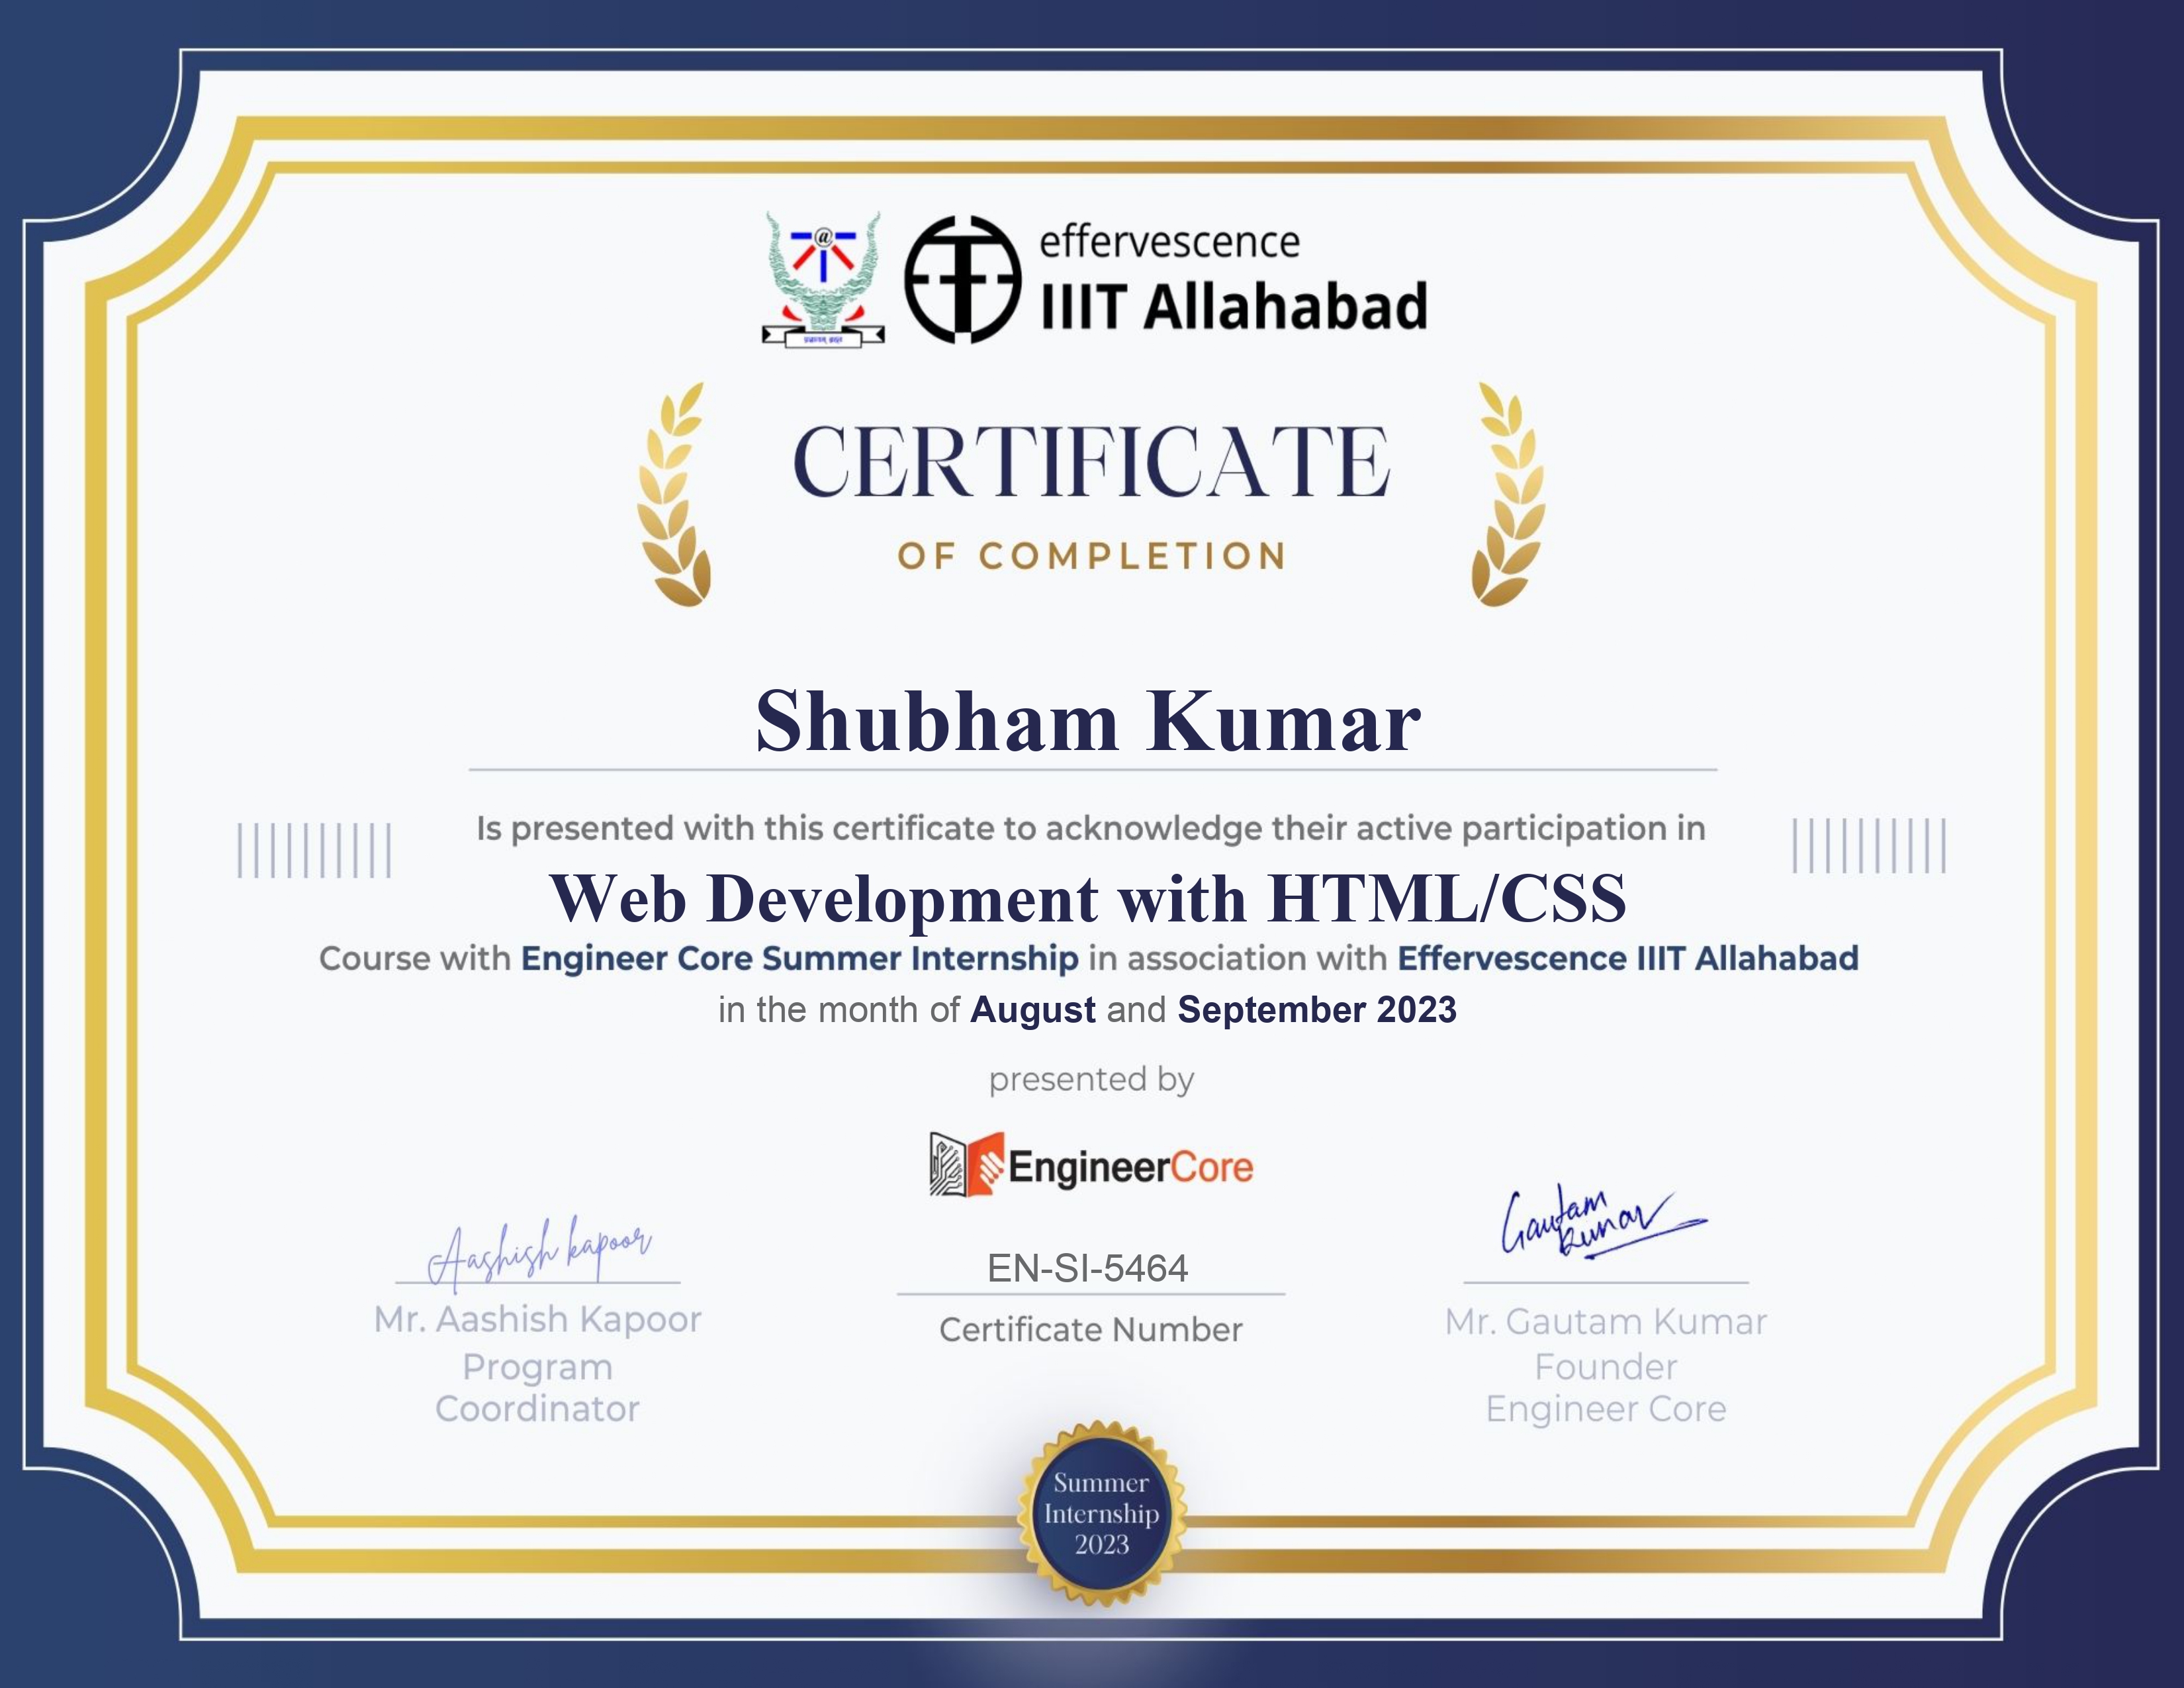 @
effervescence
IIIT Allahabad
CERTIFICATE
OF COMPLETION
Shubham Kumar
Is presented with this certificate to acknowledge their active participation in
Web Development with HTML/CSS
Course with Engineer Core Summer Internship in association with Effervescence IIIT Allahabad
in the month of August and September 2023
presented by
EngineerCore
Aashish kapoor
Mr. Aashish Kapoor
Program
Coordinator
EN-SI-5464
Certificate Number
Gautam
Kumar
Mr. Gautam Kumar
Founder
Engineer Core
Summer
Internship
2023